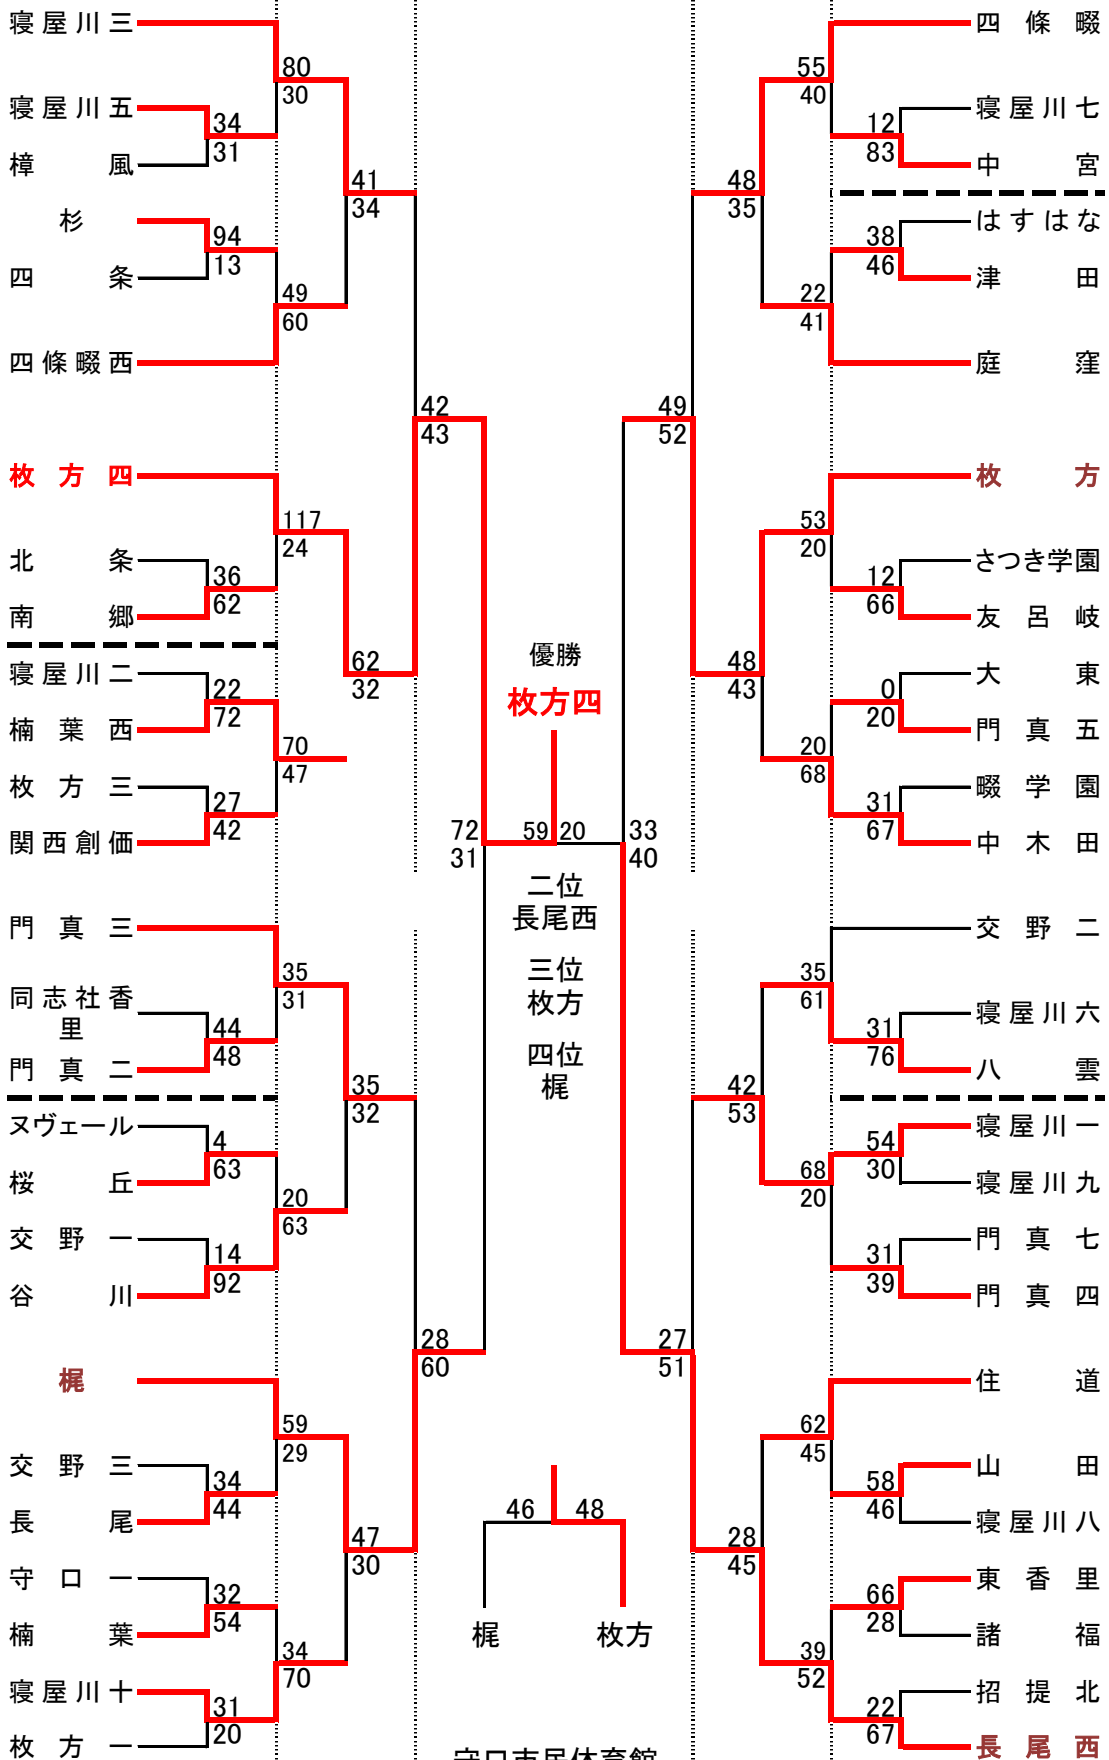 寝屋川三
80
30
寝屋川五
34
31
樟風
41
34
杉
94
13
四条
49
60
四條畷西
42
43
枚方四
117
24
北条
36
62
南郷
62
32
寝屋川二
22
72
楠葉西
70
47
枚方三
27
42
関西創価
72
31
門真三
35
31
同志社香里
44
48
門真二
35
32
ヌヴェール
4
63
桜丘
20
63
交野一
14
92
谷川
28
60
梶
59
29
交野三
34
44
長尾
47
30
守口一
32
54
楠葉
34
70
寝屋川十
31
20
枚方一
優勝
枚方四
59 20
二位
長尾西
三位
枚方
四位
梶
46 48
梶 枚方
四條畷
55
40
寝屋川七
12
83
中宮
48
35
はすはな
38
46
津田
22
41
庭窪
49
52
枚方
53
20
さつき学園
12
66
友呂岐
48
43
大東
0
20
門真五
20
68
畷学園
31
67
中木田
33
40
交野二
35
61
寝屋川六
31
76
八雲
42
53
寝屋川一
54
30
寝屋川九
68
20
門真七
31
39
門真四
27
51
住道
62
45
山田
58
46
寝屋川八
28
45
東香里
66
28
諸福
39
52
招提北
22
67
長尾西
守口市民体育館